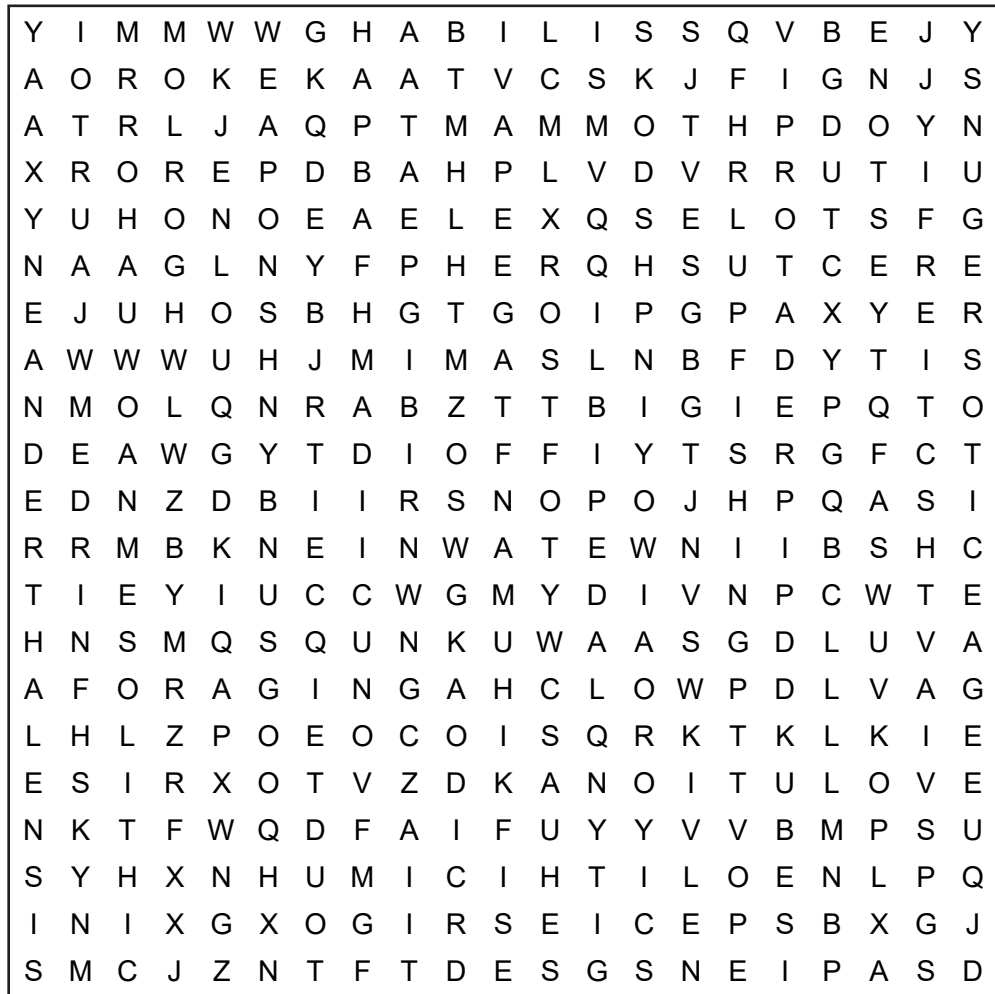 Y I M M W W G H A B I L I S S Q V B E J Y
A O R O K E K A A T V C S K J F I G N J S
A T R L J A Q P T M A M M O T H P D O Y N
X R O R E P D B A H P L V D V R R U T I U
Y U H O N O E A E L E X Q S E L O T S F G
N A A G L N Y F P H E R Q H S U T C E R E
E J U H O S B H G T G O I P G P A X Y E R
A W W W U H J M I M A S L N B F D Y T I S
N M O L Q N R A B Z T T B I G I E P Q T O
D E A W G Y T D I O F F I Y T S R G F C T
E D N Z D B I I R S N O P O J H P Q A S I
R R M B K N E I N W A T E W N I I B S H C
T I E Y I U C C W G M Y D I V N P C W T E
H N S M Q S Q U N K U W A A S G D L U V A
A F O R A G I N G A H C L O W P D L V A G
L H L Z P O E O C O I S Q R K T K L K I E
E S I R X O T V Z D K A N O I T U L O V E
N K T F W Q D F A I F U Y Y V V B M P S U
S Y H X N H U M I C I H T I L O E N L P Q
I N I X G X O G I R S E I C E P S B X G J
S M C J Z N T F T D E S G S N E I P A S D